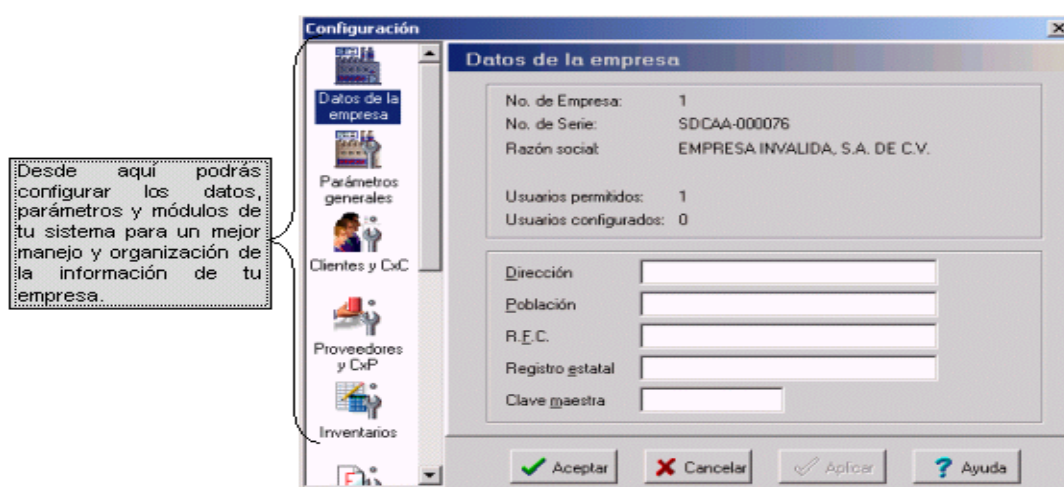 Configuración
Desde aquí podrás
configurar los datos,
parámetros y módulos de
tu sistema para un mejor
manejo y organización de
la información de tu
empresa.
Datos de la
empresa
Parámetros
generales
Clientes y CxC
Proveedores
y CxP
Inventarios
Datos de la empresa
No. de Empresa: 1
No. de Serie: SDCAA-000076
Razón social: EMPRESA INVALIDA, S.A. DE C.V.
Usuarios permitidos: 1
Usuarios configurados: 0
Dirección
Población
R.F.C.
Registro estatal
Clave maestra
Aceptar Cancelar Aplicar Ayuda